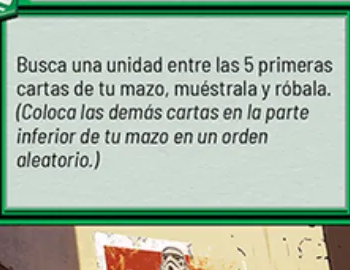 Busca una unidad entre las 5 primeras
cartas de tu mazo, muéstrala y róbala.
(Coloca las demás cartas en la parte
inferior de tu mazo en un orden
aleatorio.)